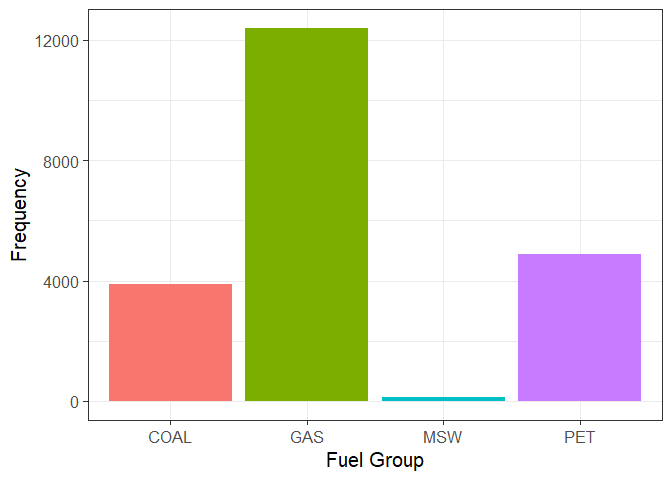 12000
8000
4000
0
Frequency
COAL GAS MSW PET
Fuel Group